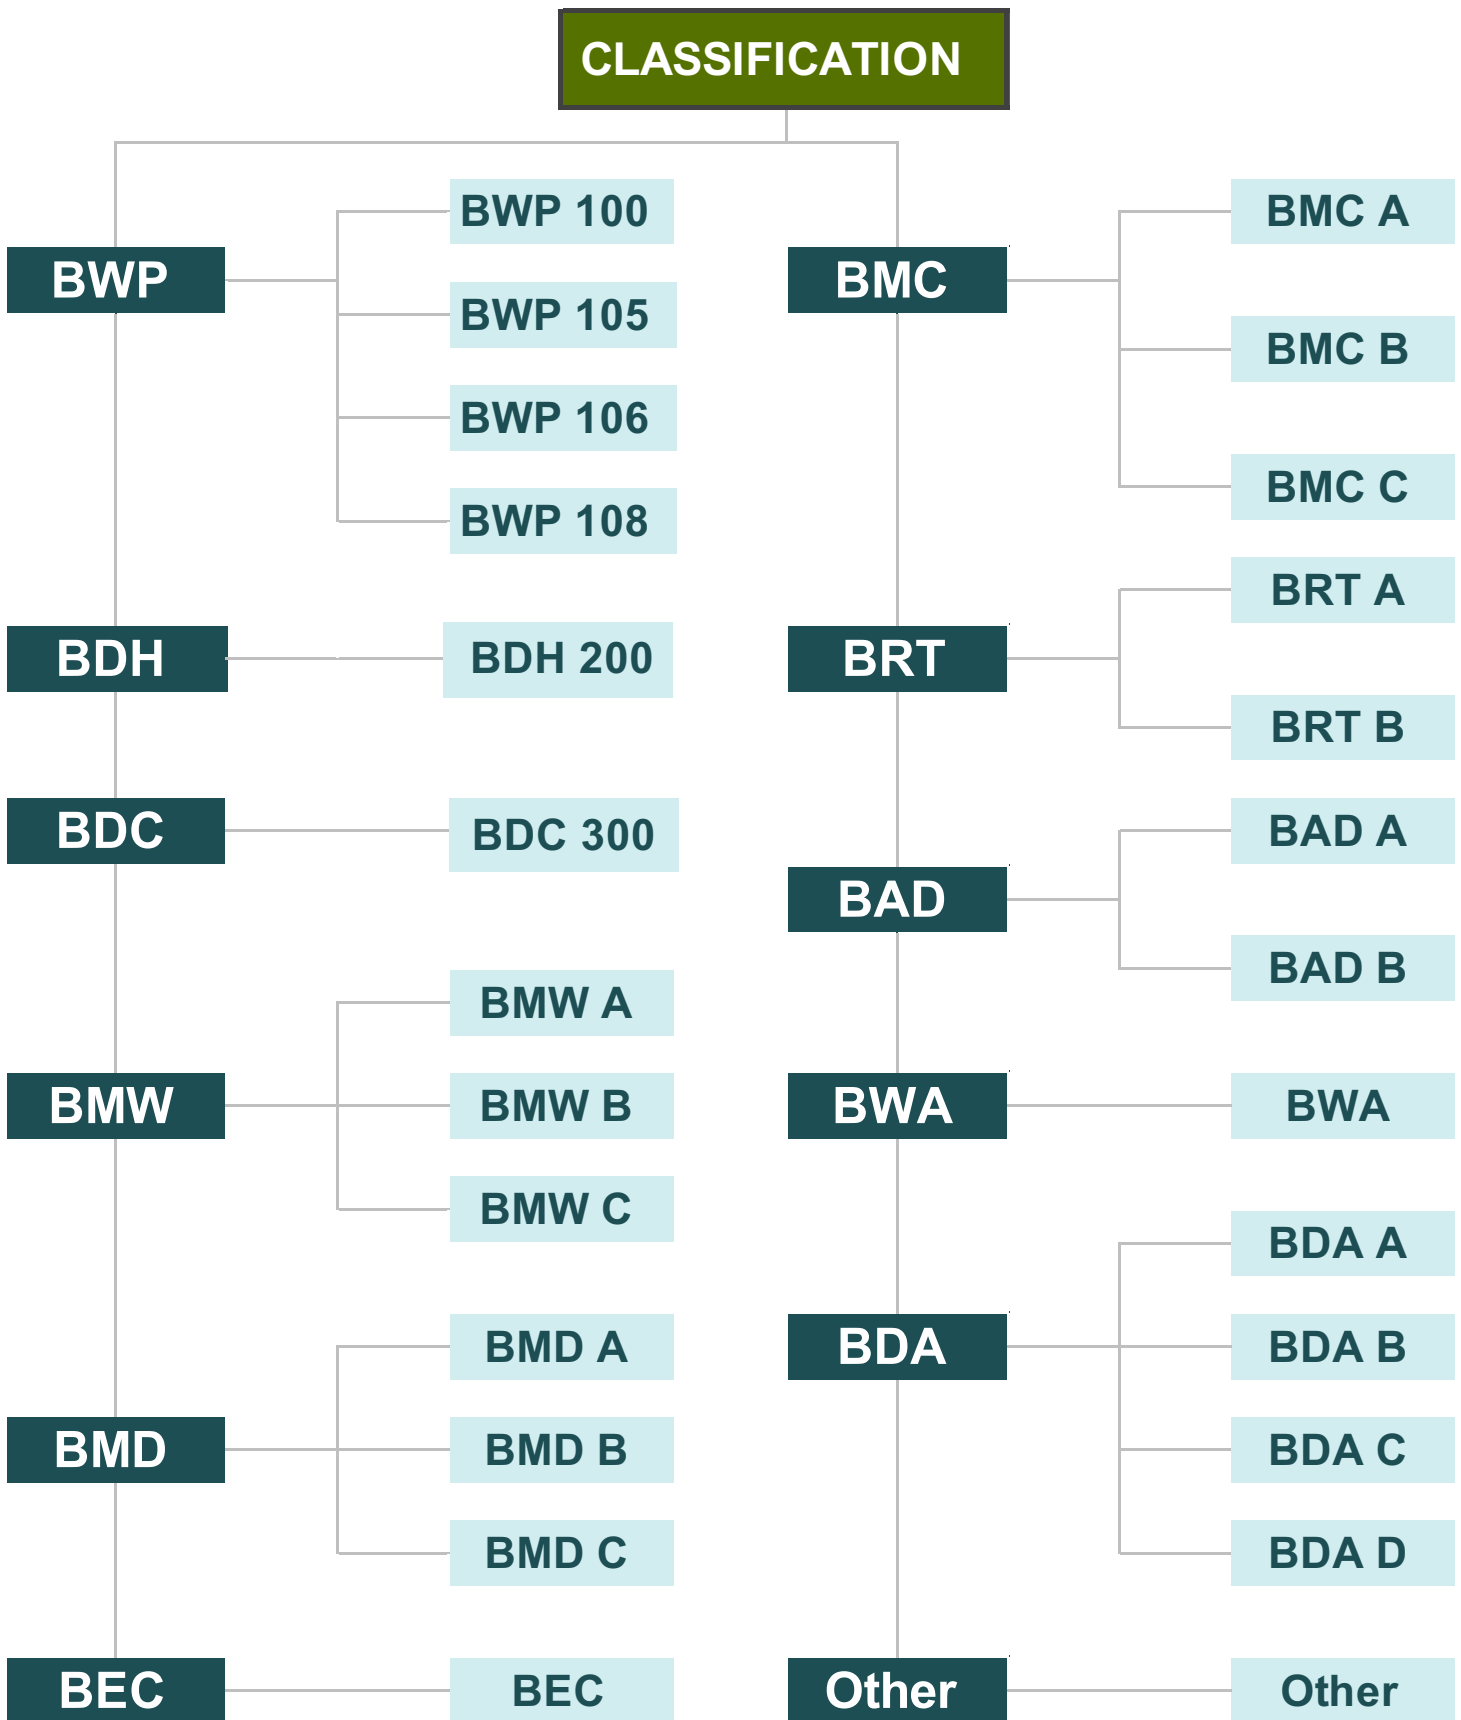 CLASSIFICATION
BWP
BWP 100
BWP 105
BWP 106
BWP 108
BDH
BDH 200
BDC
BDC 300
BMW
BMW A
BMW B
BMW C
BMD
BMD A
BMD B
BMD C
BEC
BEC
BMC
BMC A
BMC B
BMC C
BRT
BRT A
BRT B
BAD
BAD A
BAD B
BWA
BWA
BDA
BDA A
BDA B
BDA C
BDA D
Other
Other